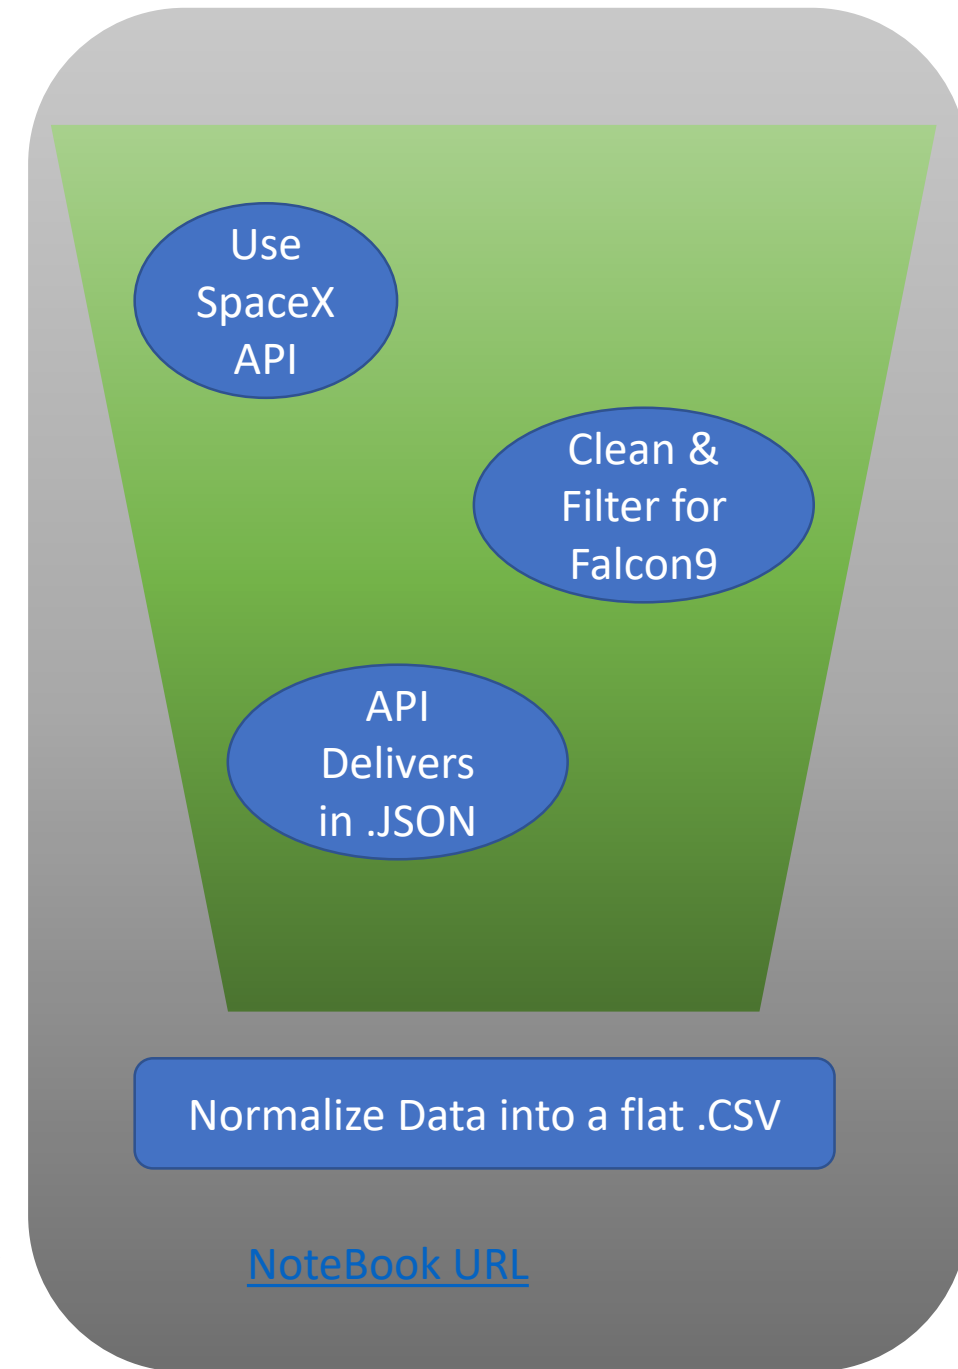 Use
SpaceX
API
Clean &
Filter for
Falcon9
API
Delivers
in .JSON
Normalize Data into a flat .CSV
NoteBook URL